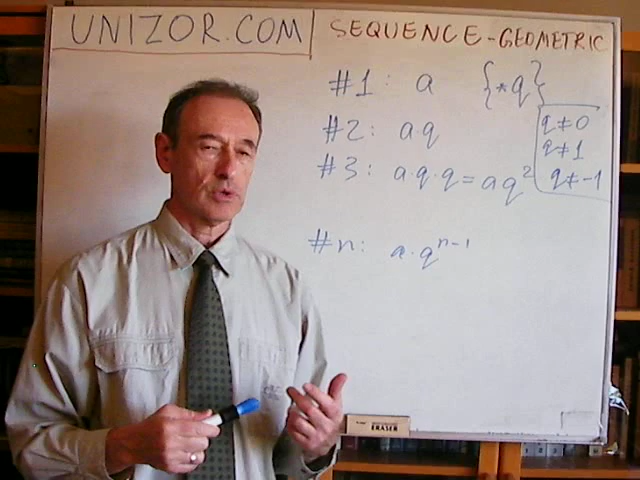 UNIZOR.COM
SEQUENCE-GEOMETRIC
#1: a {*q}
#2: a·q
#3: a·q·q=aq²
q≠0
q≠1
q≠-1
#n: a·qⁿ⁻¹
ERASER